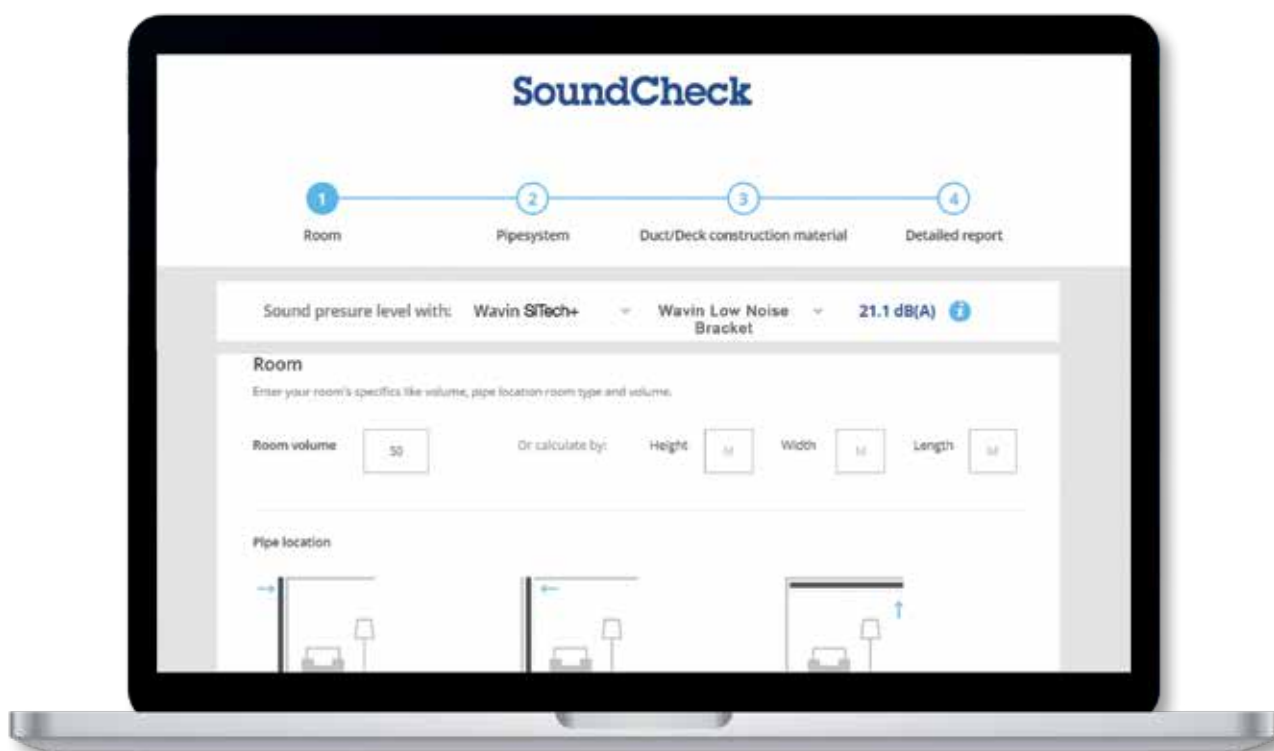 SoundCheck
1 2 3 4
Room Pipesystem Duct/Deck construction material Detailed report
Sound presure level with: Wavin SiTech+ Wavin Low Noise 21.1 dB(A) i
Bracket
Room
Enter your room's specifics like volume, pipe location room type and volume.
Room volume 50 Or calculate by: Height M Width M Length M
Pipe location